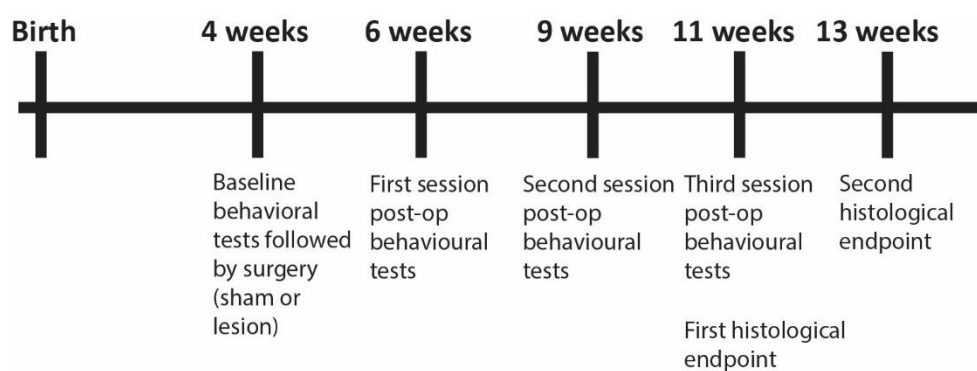 Birth
4 weeks
6 weeks
9 weeks
11 weeks
13 weeks
Baseline
behavioral
tests followed
by surgery
(sham or
lesion)
First session
post-op
behavioural
tests
Second session
post-op
behavioural
tests
Third session
post-op
behavioural
tests
First histological
endpoint
Second
histological
endpoint